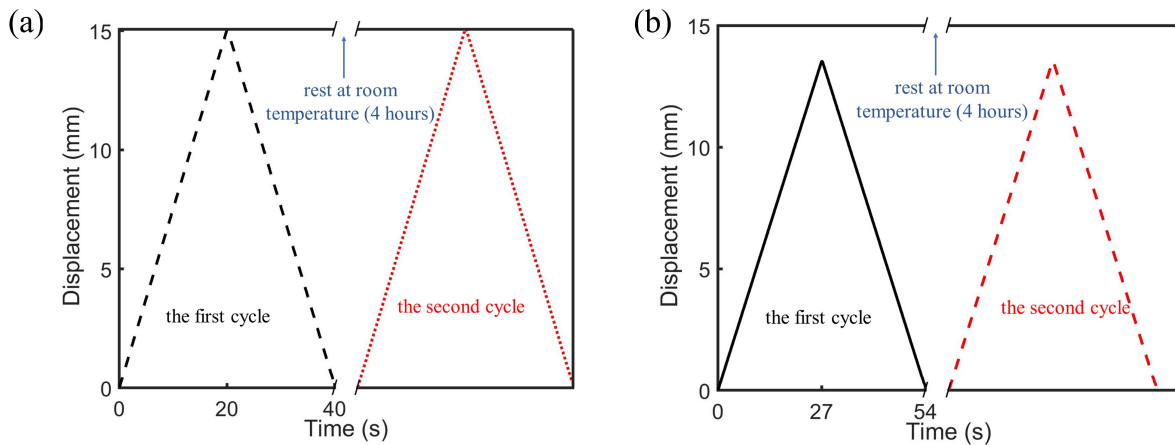 (a)
15
10
5
0
Displacement (mm)
rest at room
temperature (4 hours)
the first cycle
the second cycle
0
20
40
Time (s)
(b)
15
10
5
0
Displacement (mm)
rest at room
temperature (4 hours)
the first cycle
the second cycle
0
27
54
Time (s)